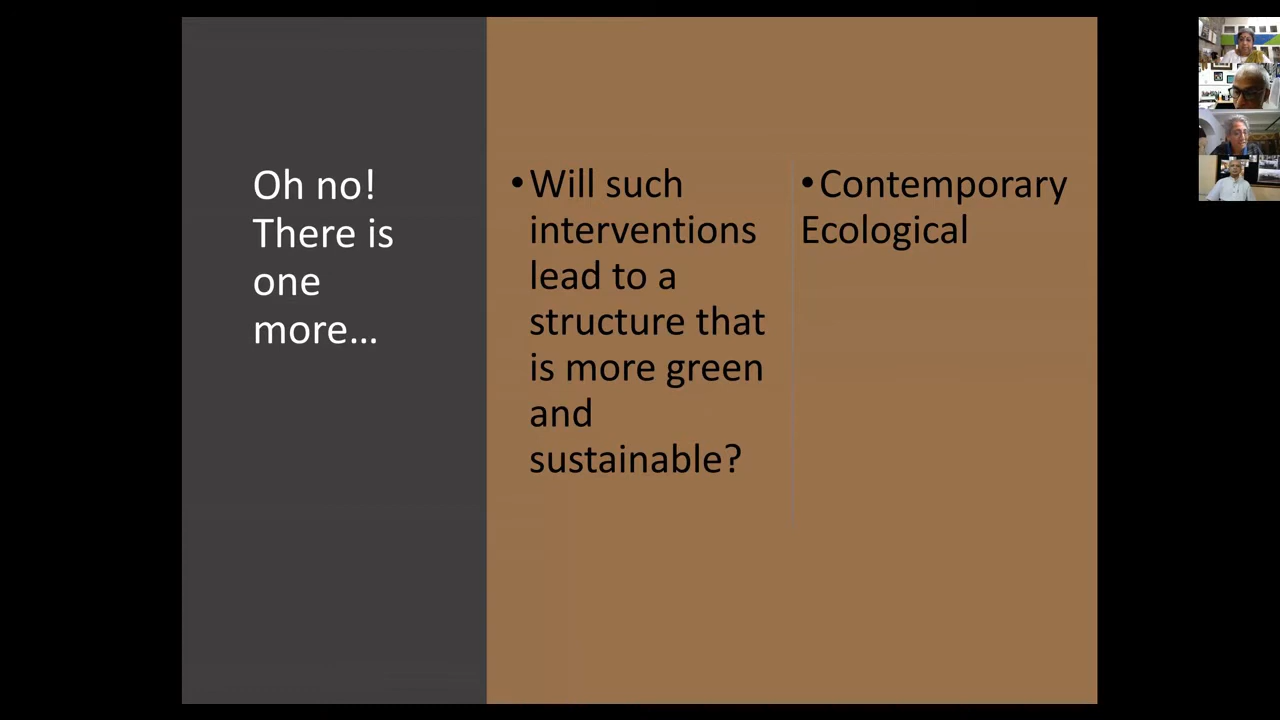 Oh no!
There is
one
more…
•Will such
interventions
lead to a
structure that
is more green
and
sustainable?
•Contemporary
Ecological